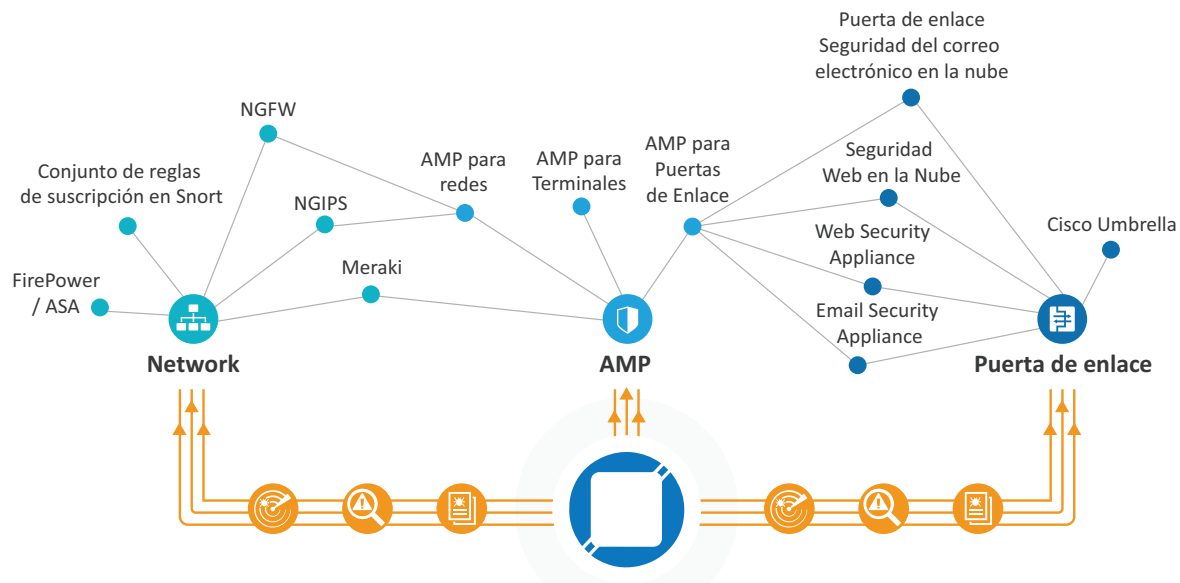 Puerta de enlace
Seguridad del correo
electrónico en la nube
NGFW
Conjunto de reglas
de suscripción en Snort
NGIPS
AMP para
redes
AMP para
Terminales
AMP para
Puertas
de Enlace
Seguridad
Web en la Nube
Cisco Umbrella
Web Security
Appliance
Meraki
FirePower
/ ASA
Email Security
Appliance
Network
AMP
Puerta de enlace